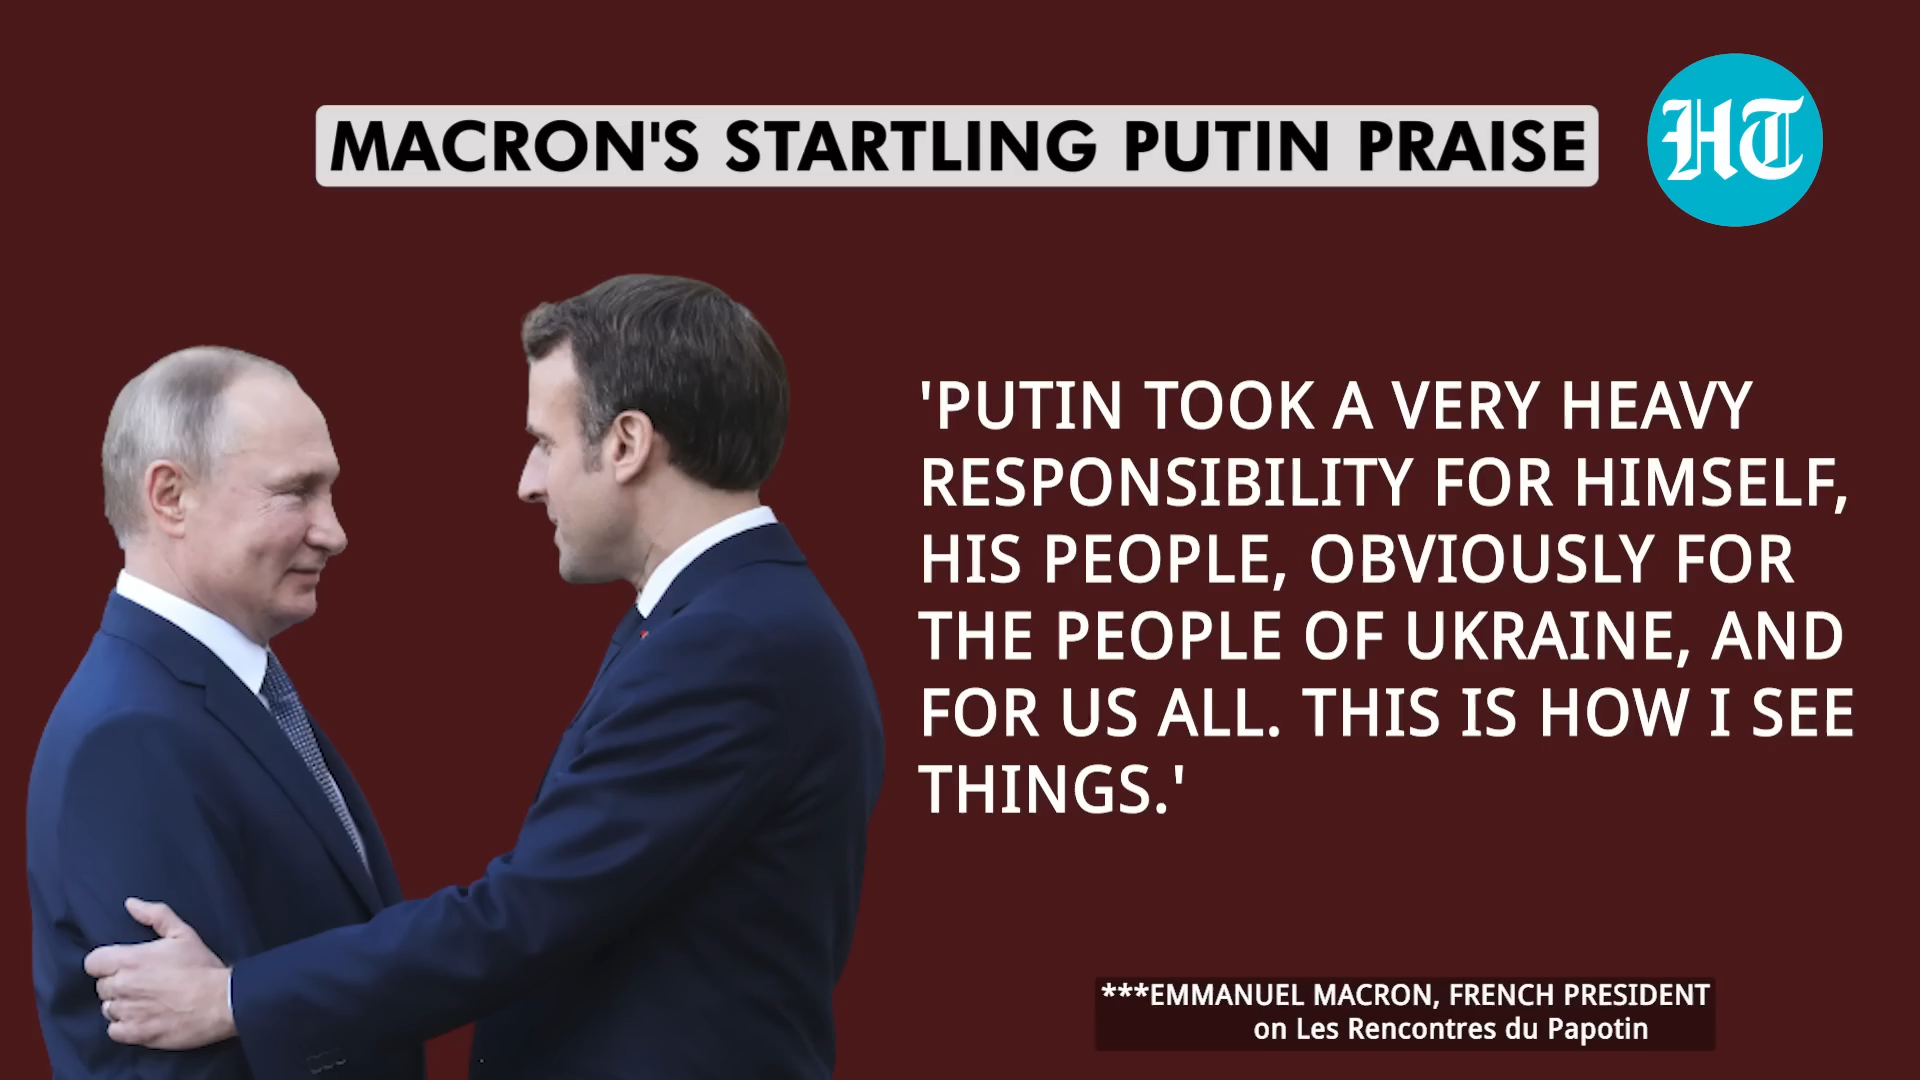 MACRON'S STARTLING PUTIN PRAISE
HT
'PUTIN TOOK A VERY HEAVY
RESPONSIBILITY FOR HIMSELF,
HIS PEOPLE, OBVIOUSLY FOR
THE PEOPLE OF UKRAINE, AND
FOR US ALL. THIS IS HOW I SEE
THINGS.'
***EMMANUEL MACRON, FRENCH PRESIDENT
on Les Rencontres du Papotin